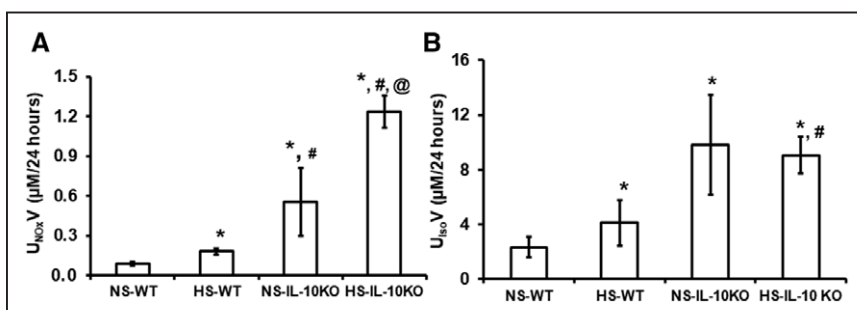 A
U_NOx V (µM/24 hours)
1.5
1.2
0.9
0.6
0.3
0.0
*
*, #
*, #, @
NS-WT HS-WT NS-IL-10KO HS-IL-10KO
B
U_Iso V (µM/24 hours)
16
12
8
4
0
*
*
*, #
NS-WT HS-WT NS-IL-10KO HS-IL-10 KO